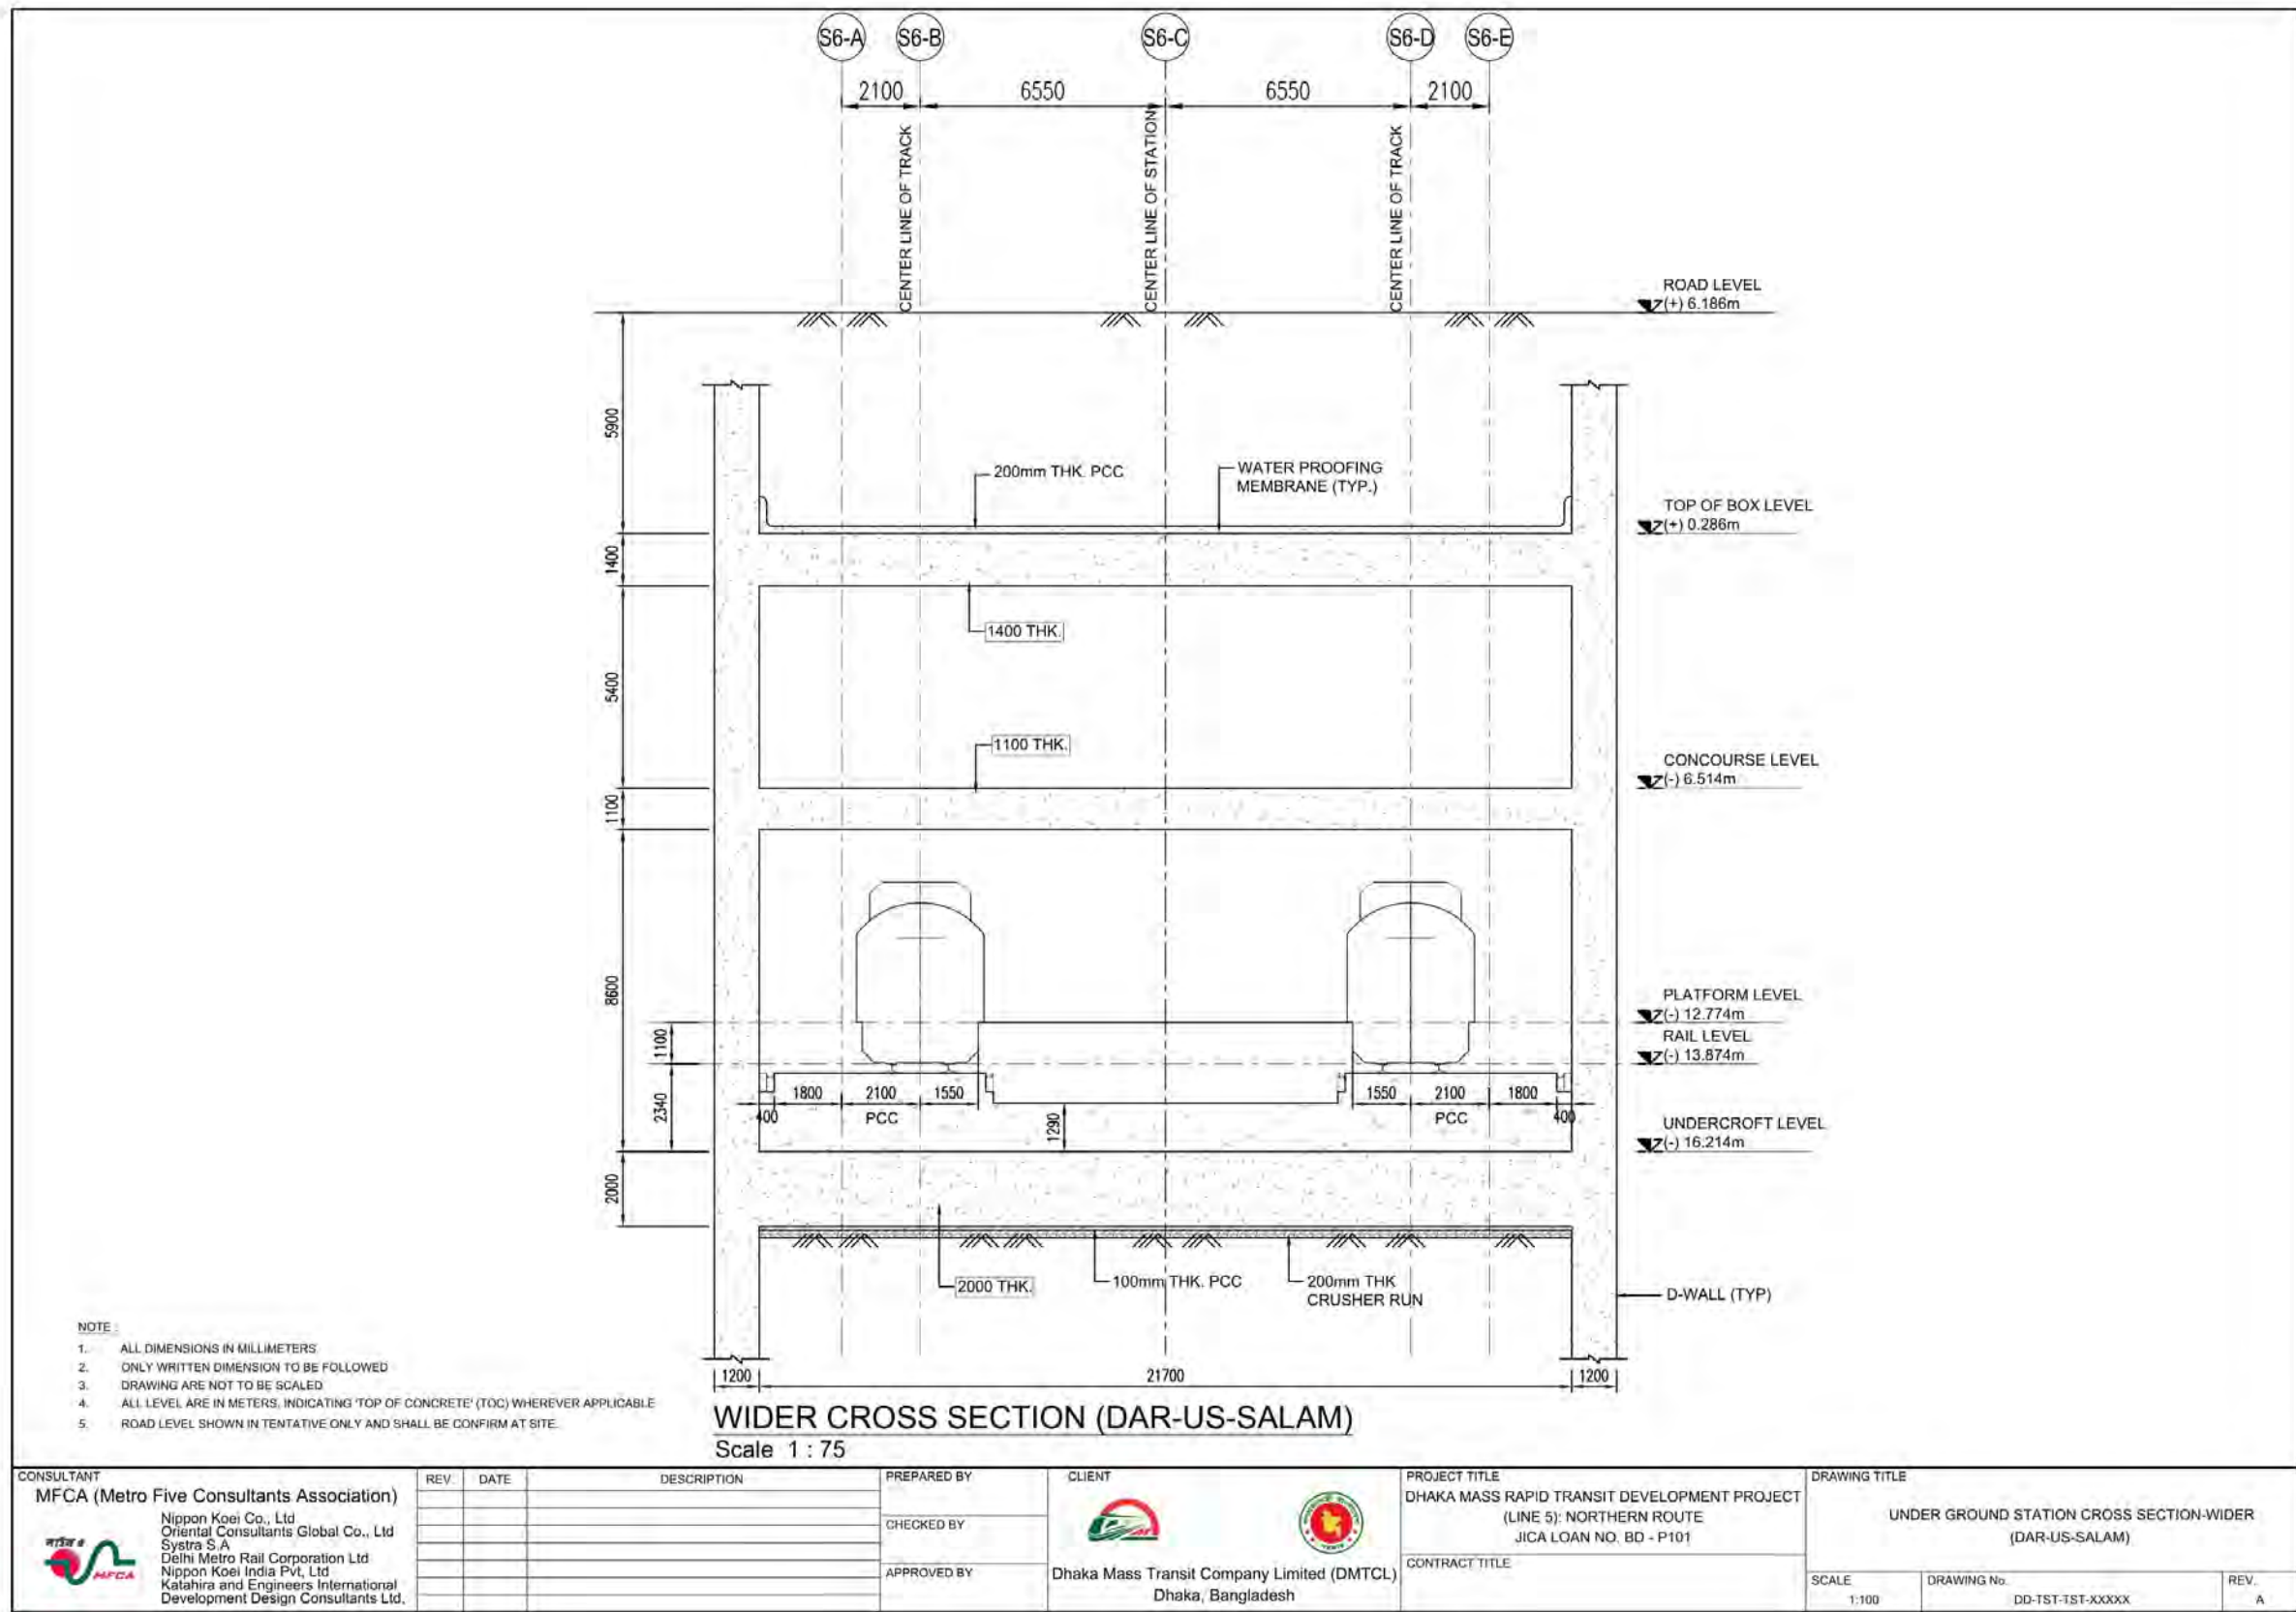 S6-A S6-B S6-C S6-D S6-E
2100 6550 6550 2100
CENTER LINE OF TRACK
CENTER LINE OF STATION
CENTER LINE OF TRACK
ROAD LEVEL
(+) 6.186m
5900
200mm THK. PCC
WATER PROOFING
MEMBRANE (TYP.)
TOP OF BOX LEVEL
(+) 0.286m
1400
1400 THK.
5400
1100 THK.
CONCOURSE LEVEL
(-) 6.514m
1100
8600
PLATFORM LEVEL
(-) 12.774m
1100
RAIL LEVEL
(-) 13.874m
2340
400 1800 2100 1550 1550 2100 1800 400
PCC PCC
1290
UNDERCROFT LEVEL
(-) 16.214m
2000
2000 THK.
100mm THK. PCC
200mm THK
CRUSHER RUN
D-WALL (TYP)
1200 21700 1200
NOTE :
1. ALL DIMENSIONS IN MILLIMETERS
2. ONLY WRITTEN DIMENSION TO BE FOLLOWED
3. DRAWING ARE NOT TO BE SCALED
4. ALL LEVEL ARE IN METERS, INDICATING 'TOP OF CONCRETE' (TOC) WHEREVER APPLICABLE
5. ROAD LEVEL SHOWN IN TENTATIVE ONLY AND SHALL BE CONFIRM AT SITE.
WIDER CROSS SECTION (DAR-US-SALAM)
Scale 1 : 75
CONSULTANT
MFCA (Metro Five Consultants Association)
Nippon Koei Co., Ltd
Oriental Consultants Global Co., Ltd
Systra S.A
Delhi Metro Rail Corporation Ltd
Nippon Koei India Pvt, Ltd
Katahira and Engineers International
Development Design Consultants Ltd.
MFCA
REV. DATE DESCRIPTION
PREPARED BY
CHECKED BY
APPROVED BY
CLIENT
Dhaka Mass Transit Company Limited (DMTCL)
Dhaka, Bangladesh
PROJECT TITLE
DHAKA MASS RAPID TRANSIT DEVELOPMENT PROJECT
(LINE 5): NORTHERN ROUTE
JICA LOAN NO. BD - P101
CONTRACT TITLE
DRAWING TITLE
UNDER GROUND STATION CROSS SECTION-WIDER
(DAR-US-SALAM)
SCALE
1:100
DRAWING No.
DD-TST-TST-XXXXX
REV.
A